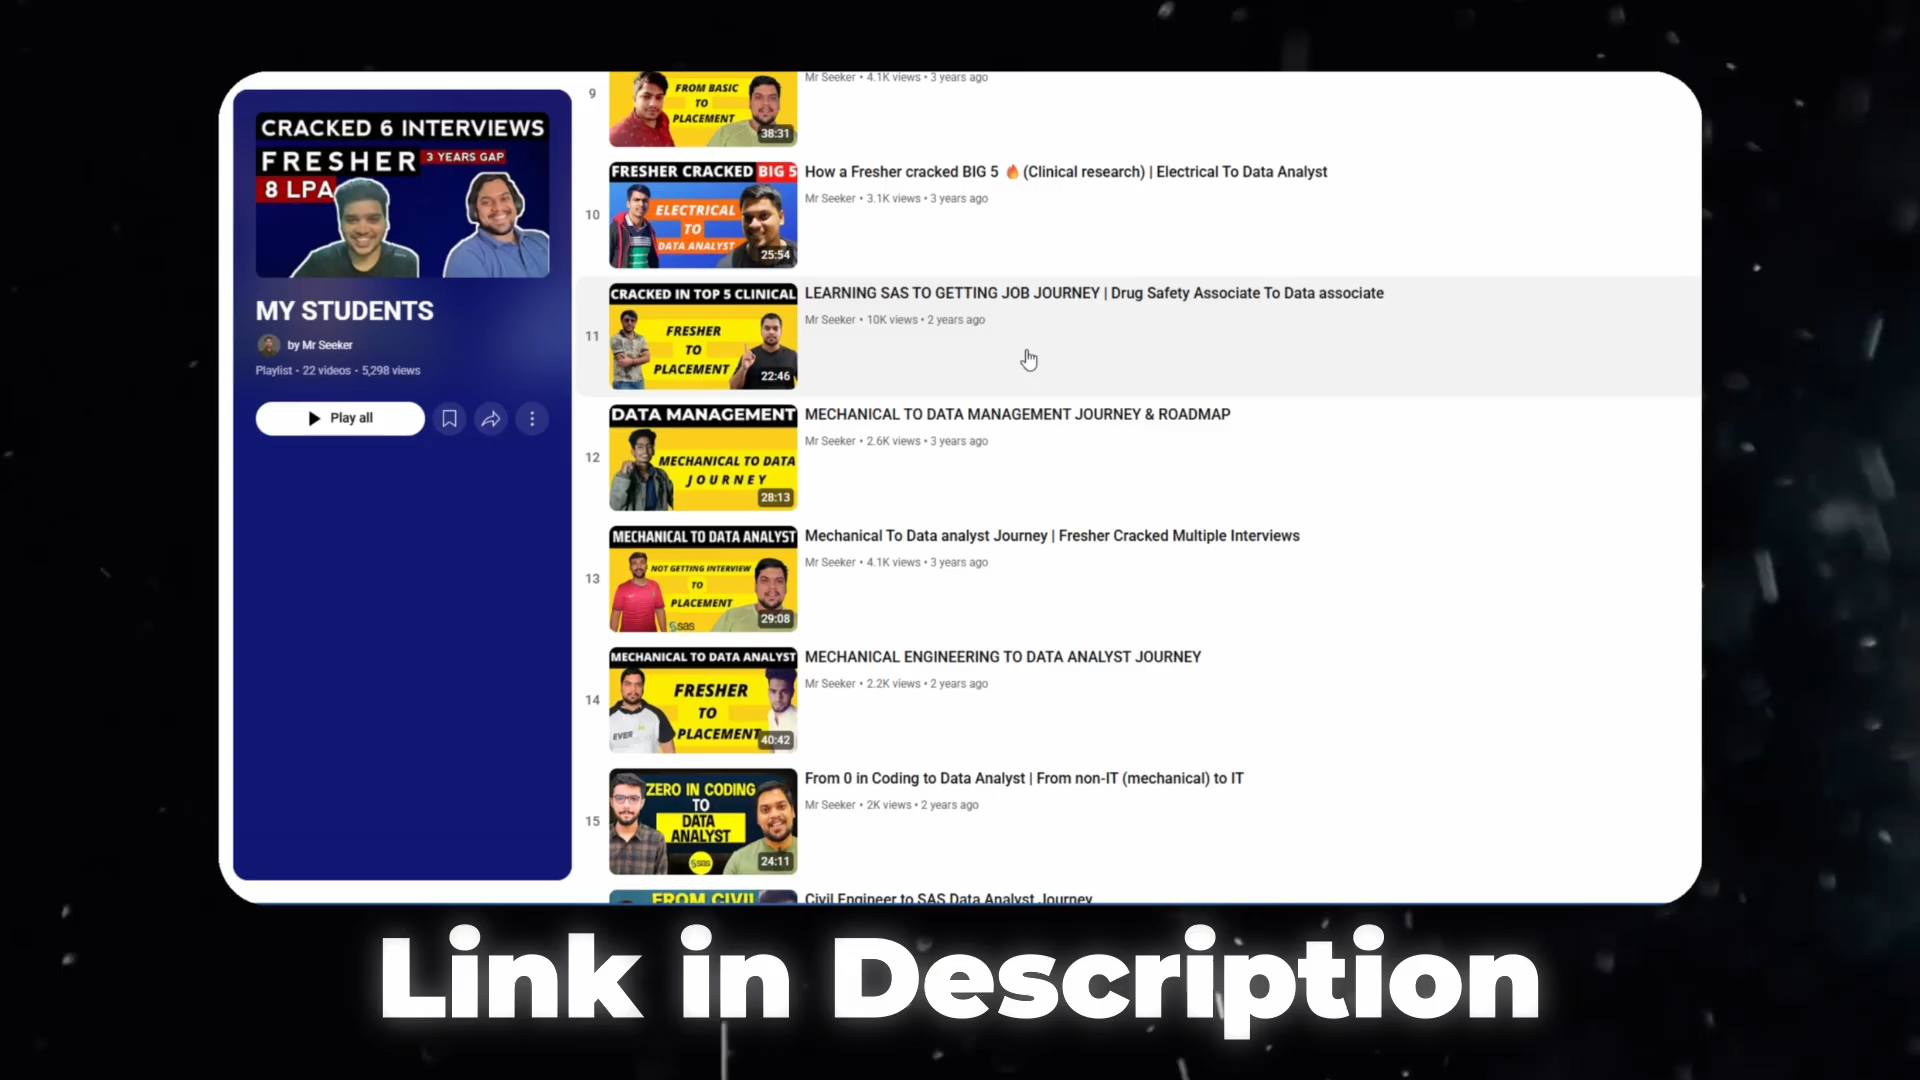 CRACKED 6 INTERVIEWS
FRESHER
3 YEARS GAP
8 LPA
MY STUDENTS
by Mr Seeker
Playlist • 22 videos • 5,298 views
Play all
9
FROM BASIC
TO
PLACEMENT
38:31
Mr Seeker • 4.1K views • 3 years ago
10
FRESHER CRACKED BIG 5
ELECTRICAL
TO
DATA ANALYST
25:54
How a Fresher cracked BIG 5 🔥 (Clinical research) | Electrical To Data Analyst
Mr Seeker • 3.1K views • 3 years ago
11
CRACKED IN TOP 5 CLINICAL
FRESHER
TO
PLACEMENT
22:46
LEARNING SAS TO GETTING JOB JOURNEY | Drug Safety Associate To Data associate
Mr Seeker • 10K views • 2 years ago
12
DATA MANAGEMENT
MECHANICAL TO DATA
JOURNEY
28:13
MECHANICAL TO DATA MANAGEMENT JOURNEY & ROADMAP
Mr Seeker • 2.6K views • 3 years ago
13
MECHANICAL TO DATA ANALYST
NOT GETTING INTERVIEW
TO
PLACEMENT
sas
29:08
Mechanical To Data analyst Journey | Fresher Cracked Multiple Interviews
Mr Seeker • 4.1K views • 3 years ago
14
MECHANICAL TO DATA ANALYST
FRESHER
TO
PLACEMENT
EVER
40:42
MECHANICAL ENGINEERING TO DATA ANALYST JOURNEY
Mr Seeker • 2.2K views • 2 years ago
15
ZERO IN CODING
TO
DATA
ANALYST
sas
24:11
From 0 in Coding to Data Analyst | From non-IT (mechanical) to IT
Mr Seeker • 2K views • 2 years ago
FROM CIVIL
Civil Engineer to SAS Data Analyst Journey
Link in Description